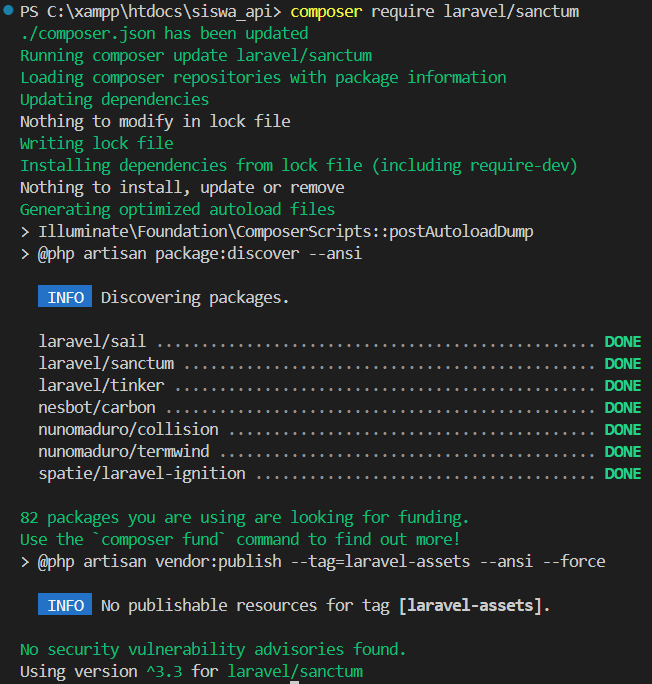 PS C:\xampp\htdocs\siswa_api> composer require laravel/sanctum
./composer.json has been updated
Running composer update laravel/sanctum
Loading composer repositories with package information
Updating dependencies
Nothing to modify in lock file
Writing lock file
Installing dependencies from lock file (including require-dev)
Nothing to install, update or remove
Generating optimized autoload files
> Illuminate\Foundation\ComposerScripts::postAutoloadDump
> @php artisan package:discover --ansi
INFO Discovering packages.
laravel/sail ................................................. DONE
laravel/sanctum .............................................. DONE
laravel/tinker ............................................... DONE
nesbot/carbon ................................................ DONE
nunomaduro/collision ......................................... DONE
nunomaduro/termwind .......................................... DONE
spatie/laravel-ignition ...................................... DONE
82 packages you are using are looking for funding.
Use the `composer fund` command to find out more!
> @php artisan vendor:publish --tag=laravel-assets --ansi --force
INFO No publishable resources for tag [laravel-assets].
No security vulnerability advisories found.
Using version ^3.3 for laravel/sanctum